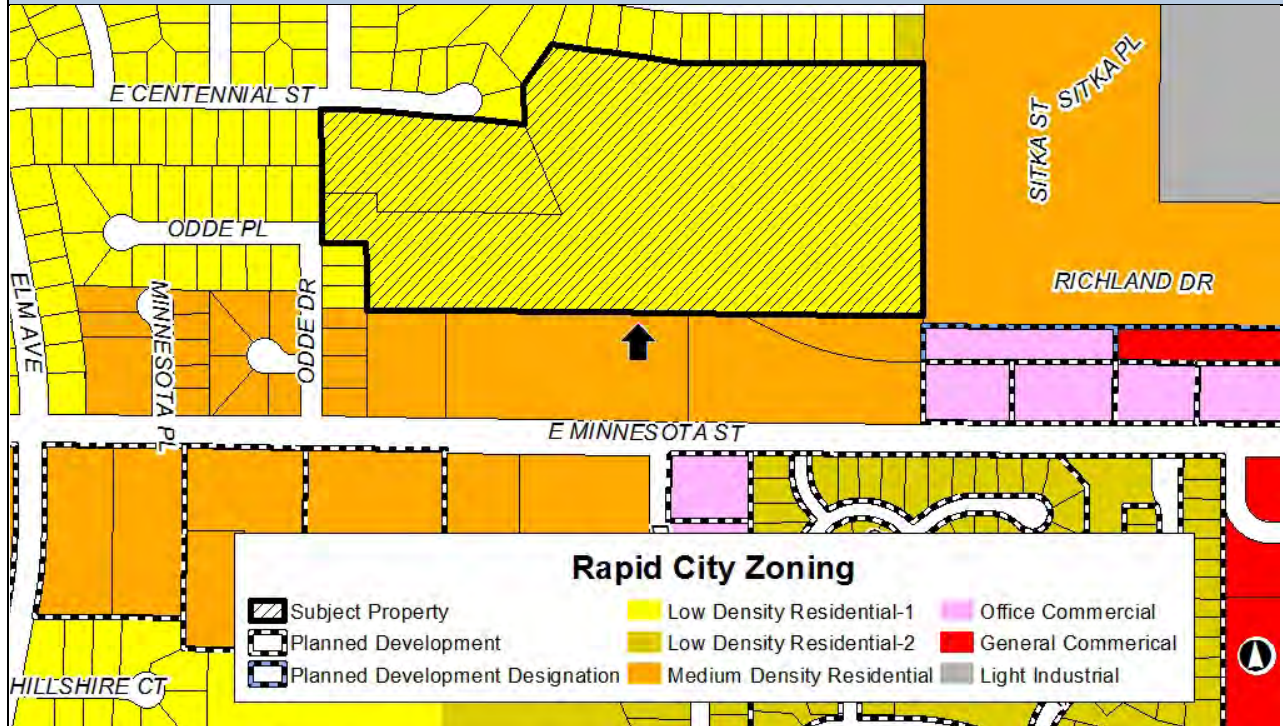 E CENTENNIAL ST
SITKA PL
SITKA ST
ODDE PL
ELM AVE
MINNESOTA PL
ODDE DR
RICHLAND DR
E MINNESOTA ST
HILLSHIRE CT
Rapid City Zoning
Subject Property
Planned Development
Planned Development Designation
Low Density Residential-1
Low Density Residential-2
Medium Density Residential
Office Commercial
General Commerical
Light Industrial